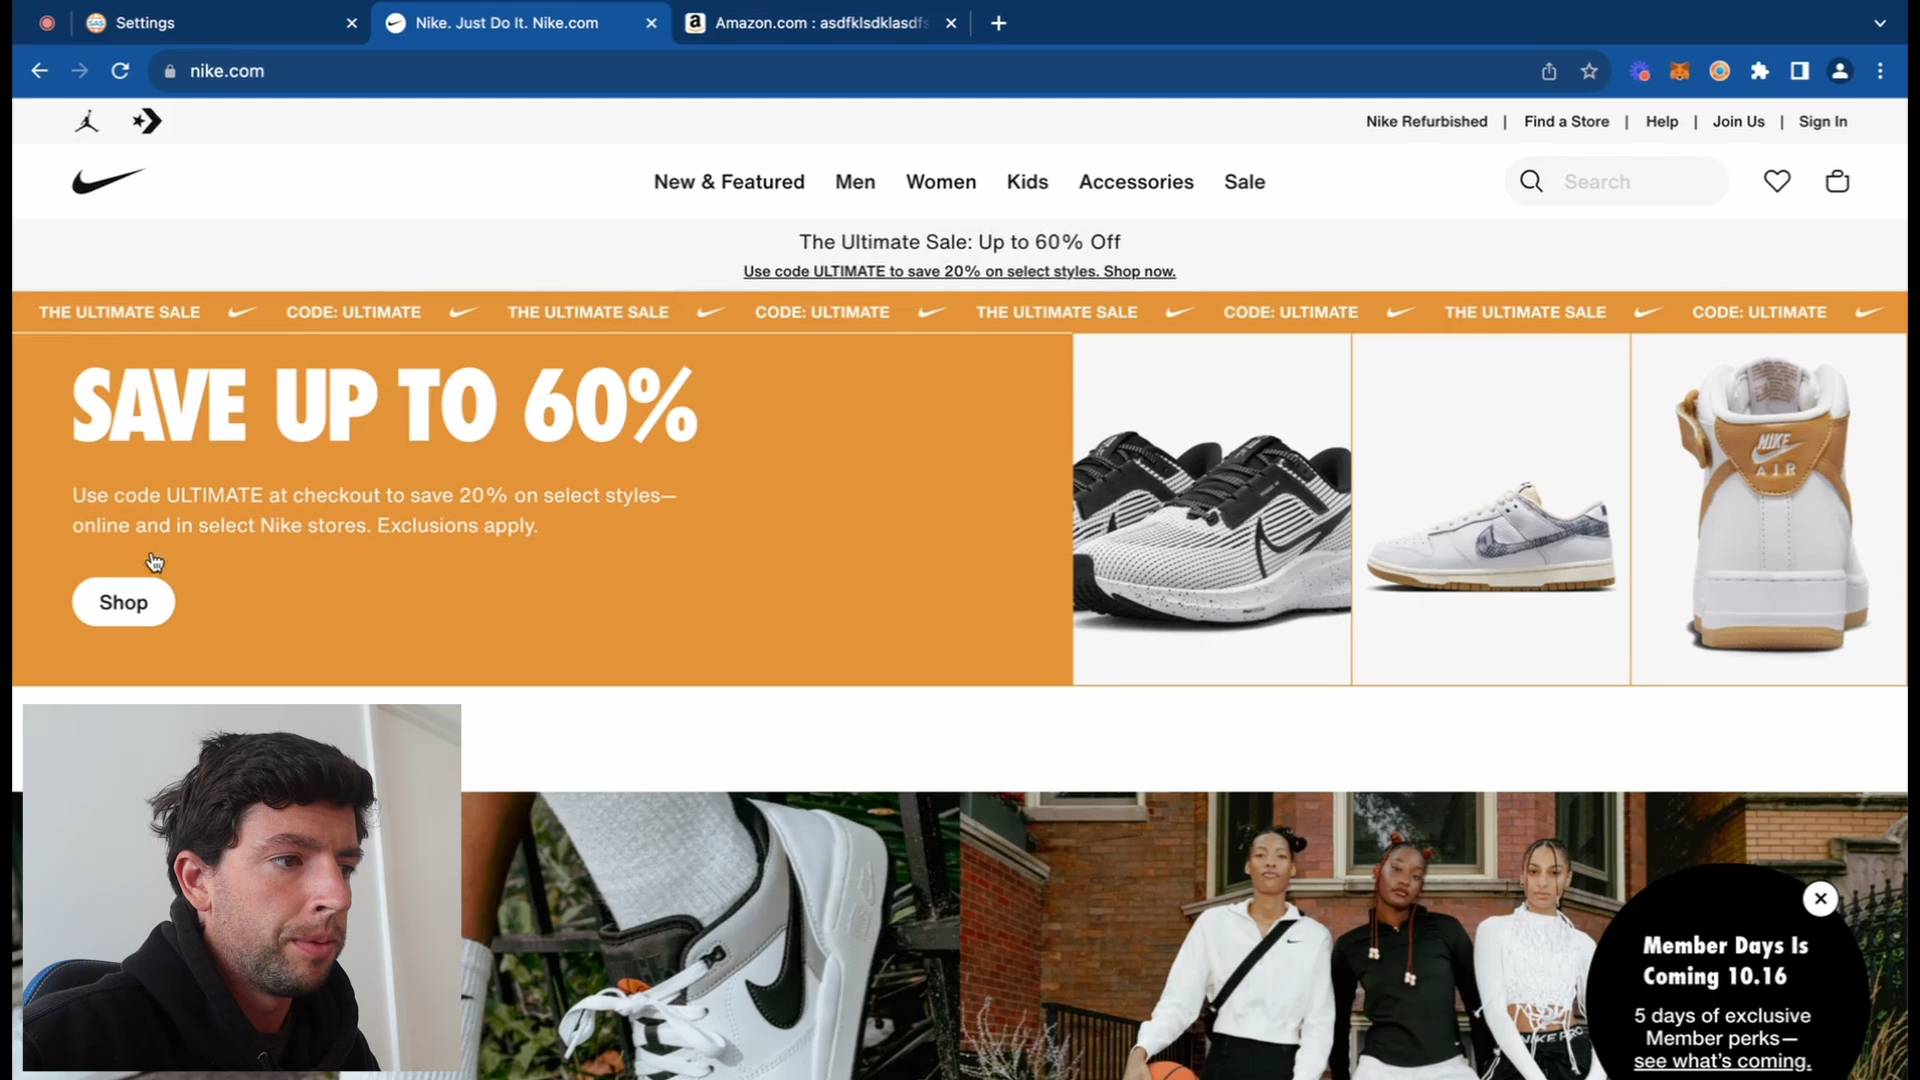 Settings
Nike. Just Do It. Nike.com
Amazon.com : asdfklsdklasdfs
nike.com
Nike Refurbished | Find a Store | Help | Join Us | Sign In
New & Featured Men Women Kids Accessories Sale
Search
The Ultimate Sale: Up to 60% Off
Use code ULTIMATE to save 20% on select styles. Shop now.
THE ULTIMATE SALE CODE: ULTIMATE THE ULTIMATE SALE CODE: ULTIMATE THE ULTIMATE SALE CODE: ULTIMATE THE ULTIMATE SALE CODE: ULTIMATE
SAVE UP TO 60%
Use code ULTIMATE at checkout to save 20% on select styles—
online and in select Nike stores. Exclusions apply.
Shop
NIKE
AIR
Member Days Is
Coming 10.16
5 days of exclusive
Member perks—
see what's coming.